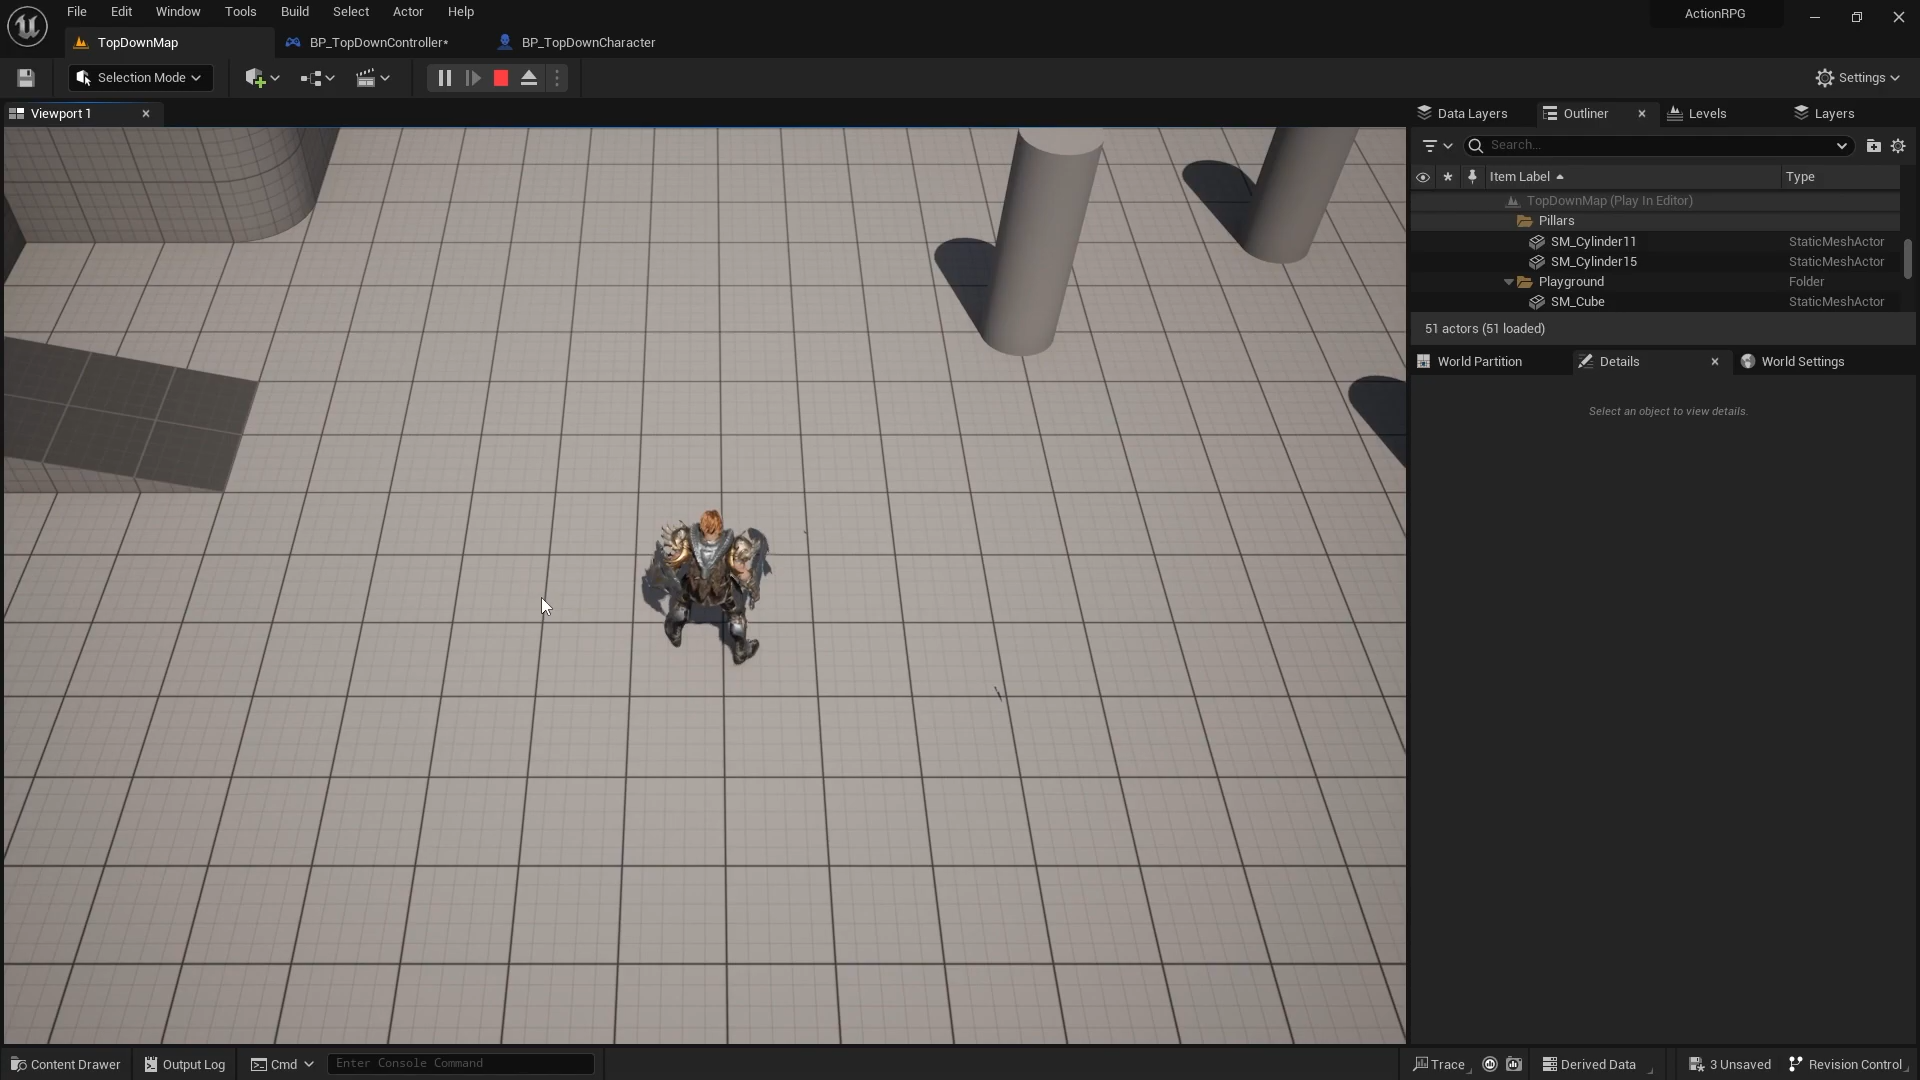 File Edit Window Tools Build Select Actor Help
ActionRPG
TopDownMap BP_TopDownController* BP_TopDownCharacter
Selection Mode
Settings
Viewport 1
Data Layers Outliner Levels Layers
Search...
Item Label Type
TopDownMap (Play In Editor)
Pillars
SM_Cylinder11 StaticMeshActor
SM_Cylinder15 StaticMeshActor
Playground Folder
SM_Cube StaticMeshActor
51 actors (51 loaded)
World Partition Details World Settings
Select an object to view details.
Content Drawer Output Log Cmd Enter Console Command Trace Derived Data 3 Unsaved Revision Control